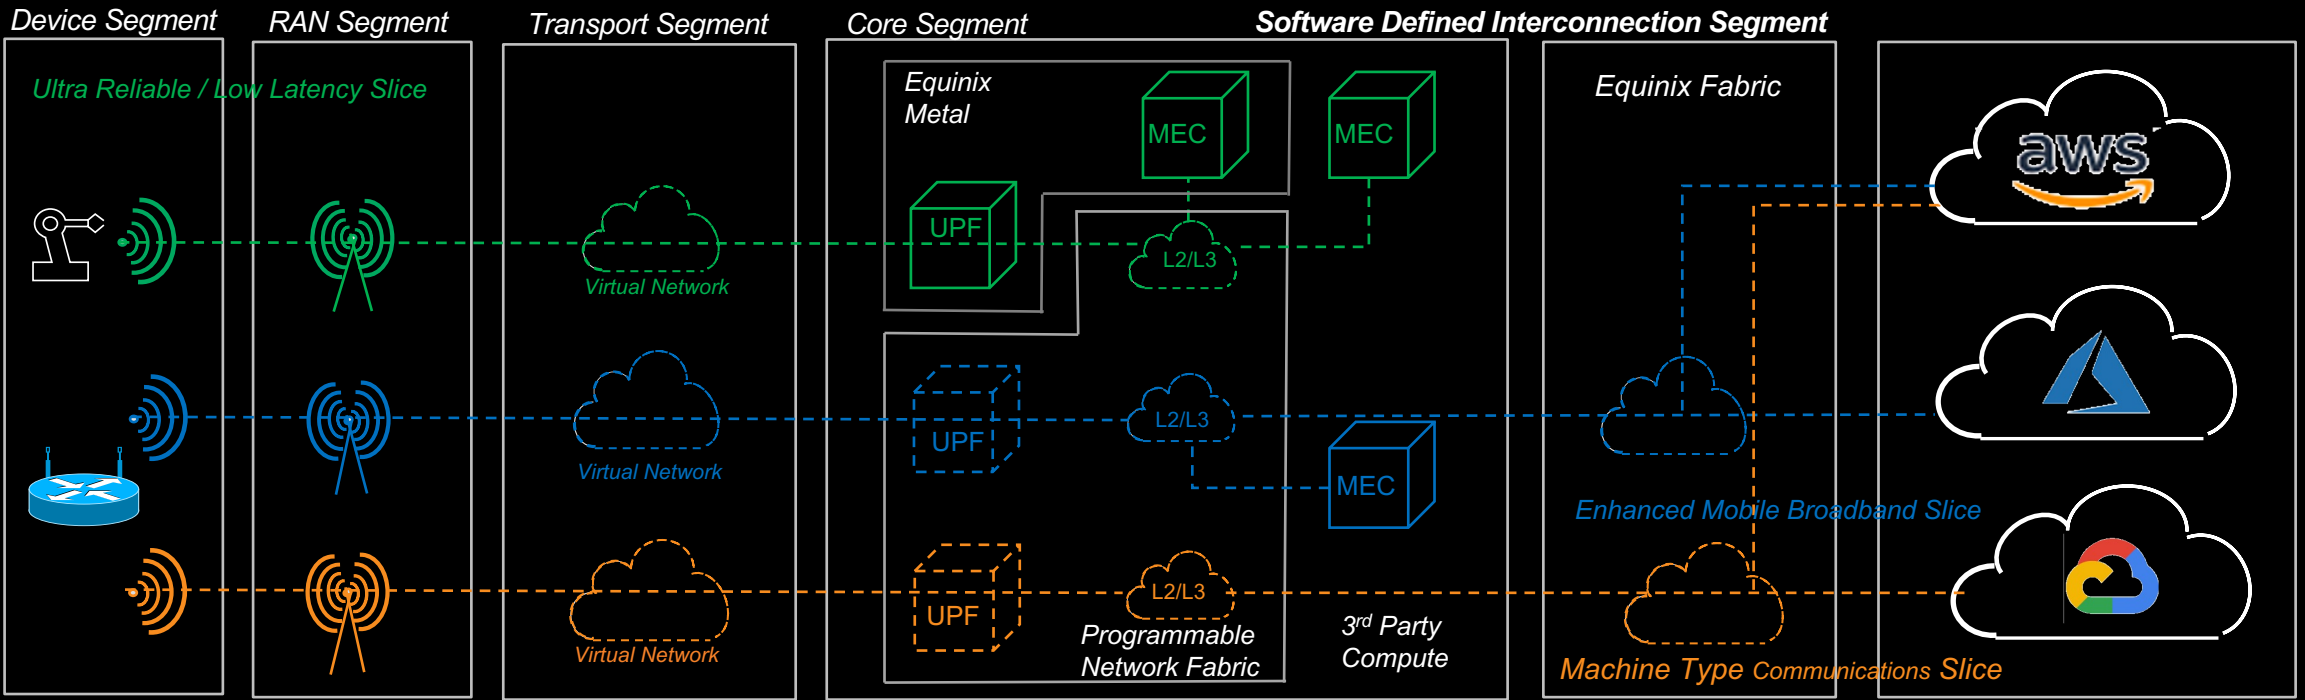 Device Segment
RAN Segment
Transport Segment
Core Segment
Software Defined Interconnection Segment
Ultra Reliable / Low Latency Slice
Equinix
Metal
MEC
MEC
Equinix Fabric
aws
UPF
L2/L3
Virtual Network
UPF
L2/L3
Virtual Network
MEC
Enhanced Mobile Broadband Slice
UPF
L2/L3
Virtual Network
Programmable
Network Fabric
3rd Party
Compute
Machine Type Communications Slice